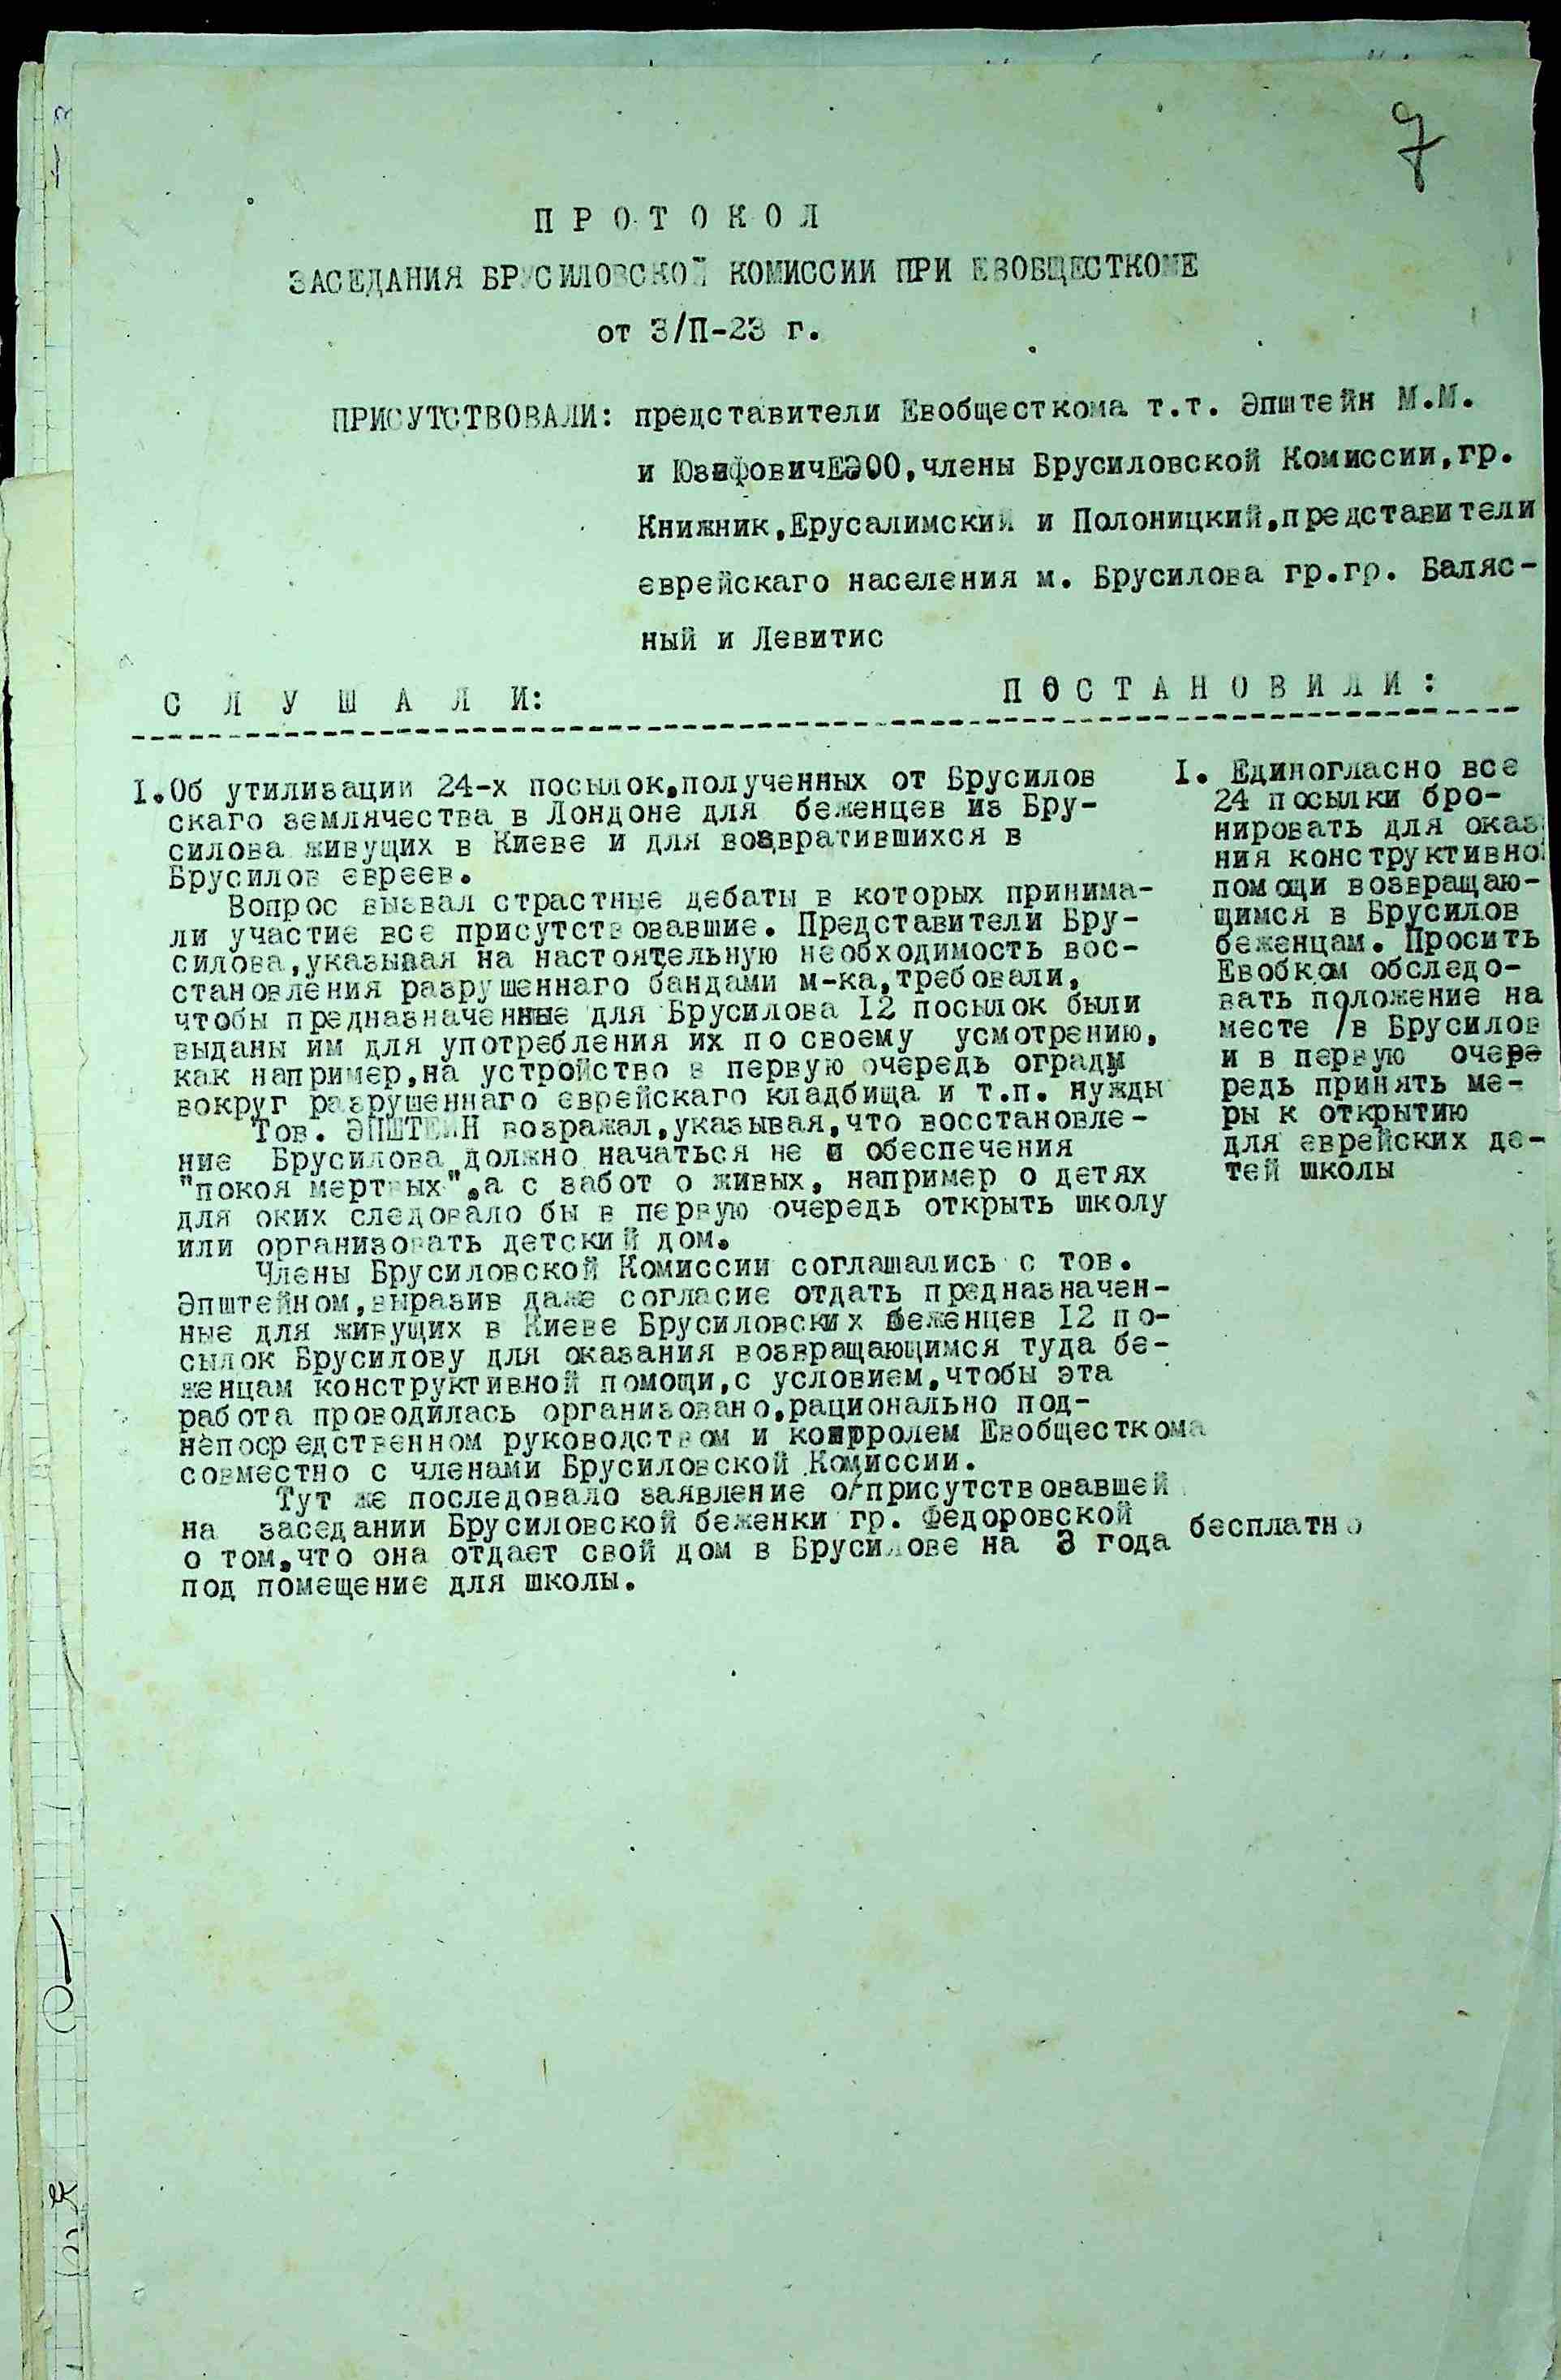 7
П Р О Т О К О Л
ЗАСЕДАНИЯ БРУСИЛОВСКОЙ КОМИССИИ ПРИ ЕВОБЩЕСТКОМЕ
от 3/П-23 г.
ПРИСУТСТВОВАЛИ: представители Евобщесткома т.т. Эпштейн М.М.
и ЮзифовичЕЭОО,члены Брусиловской Комиссии,гр.
Книжник,Ерусалимский и Полоницкий,представители
еврейскаго населения м. Брусилова гр.гр. Баляс-
ный и Левитис
С Л У Ш А Л И:
I.Об утилизации 24-х посылок,полученных от Брусилов
скаго землячества в Лондоне для беженцев из Бру-
силова живущих в Киеве и для возвратившихся в
Брусилов евреев.
Вопрос вызвал страстные дебаты в которых принима-
ли участие все присутствовавшие. Представители Бру-
силова,указывая на настоятельную необходимость вос-
становления разрушеннаго бандами м-ка,требовали,
чтобы предназначенные для Брусилова I2 посылок были
выданы им для употребления их по своему усмотрению,
как например,на устройство в первую очередь ограды
вокруг разрушеннаго еврейскаго кладбища и т.п. нужды
Тов. ЭПШТЕЙН возражал,указывая,что восстановле-
ние Брусилова должно начаться не с обеспечения
"покоя мертвых",а с забот о живых, например о детях
для оких следовало бы в первую очередь открыть школу
или организовать детский дом.
Члены Брусиловской Комиссии соглашались с тов.
Эпштейном,выразив даже согласие отдать предназначен-
ные для живущих в Киеве Брусиловских беженцев I2 по-
сылок Брусилову для оказания возвращающимся туда бе-
женцам конструктивной помощи,с условием,чтобы эта
работа проводилась организовано,рационально под-
непосредственном руководством и контролем Евобщесткома
совместно с членами Брусиловской Комиссии.
Тут же последовало заявление о/присутствовавшей
на заседании Брусиловской беженки гр. Федоровской
о том,что она отдает свой дом в Брусилове на 3 года бесплатно
под помещение для школы.
П О С Т А Н О В И Л И :
I. Единогласно все
24 посылки бро-
нировать для оказ
ния конструктивной
помощи возвращаю-
щимся в Брусилов
беженцам. Просить
Евобком обследо-
вать положение на
месте /в Брусилов
и в первую очере
редь принять ме-
ры к открытию
для еврейских де-
тей школы